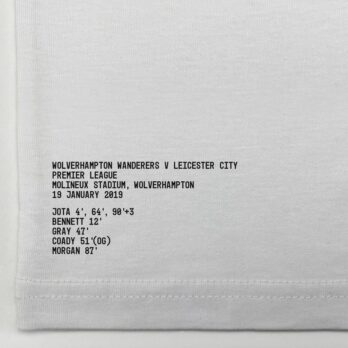 WOLVERHAMPTON WANDERERS V LEICESTER CITY
PREMIER LEAGUE
MOLINEUX STADIUM, WOLVERHAMPTON
19 JANUARY 2019
JOTA 4', 64', 90'+3
BENNETT 12'
GRAY 47'
COADY 51'(OG)
MORGAN 87'